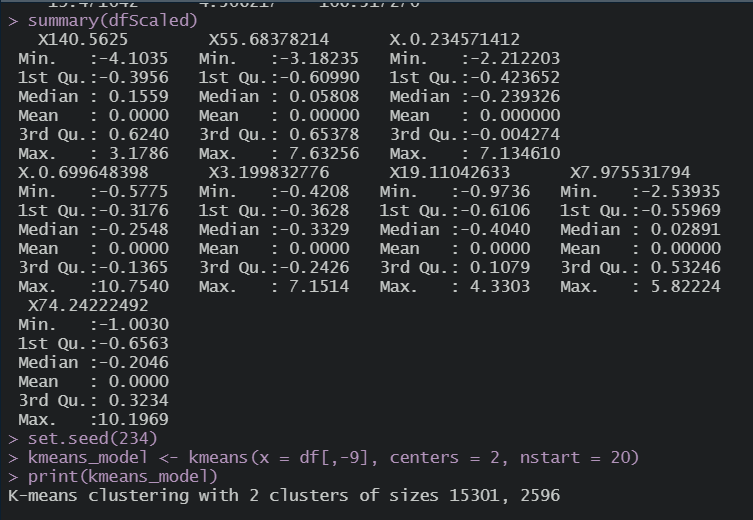 > summary(dfScaled)
X140.5625 X55.68378214 X.0.234571412
Min. :-4.1035 Min. :-3.18235 Min. :-2.212203
1st Qu.:-0.3956 1st Qu.:-0.60990 1st Qu.:-0.423652
Median : 0.1559 Median : 0.05808 Median :-0.239326
Mean : 0.0000 Mean : 0.00000 Mean : 0.000000
3rd Qu.: 0.6240 3rd Qu.: 0.65378 3rd Qu.:-0.004274
Max. : 3.1786 Max. : 7.63256 Max. : 7.134610
X.0.699648398 X3.199832776 X19.11042633 X7.975531794
Min. :-0.5775 Min. :-0.4208 Min. :-0.9736 Min. :-2.53935
1st Qu.:-0.3176 1st Qu.:-0.3628 1st Qu.:-0.6106 1st Qu.:-0.55969
Median :-0.2548 Median :-0.3329 Median :-0.4040 Median : 0.02891
Mean : 0.0000 Mean : 0.0000 Mean : 0.0000 Mean : 0.00000
3rd Qu.:-0.1365 3rd Qu.:-0.2426 3rd Qu.: 0.1079 3rd Qu.: 0.53246
Max. :10.7540 Max. : 7.1514 Max. : 4.3303 Max. : 5.82224
X74.24222492
Min. :-1.0030
1st Qu.:-0.6563
Median :-0.2046
Mean : 0.0000
3rd Qu.: 0.3234
Max. :10.1969
> set.seed(234)
> kmeans_model <- kmeans(x = df[,-9], centers = 2, nstart = 20)
> print(kmeans_model)
K-means clustering with 2 clusters of sizes 15301, 2596